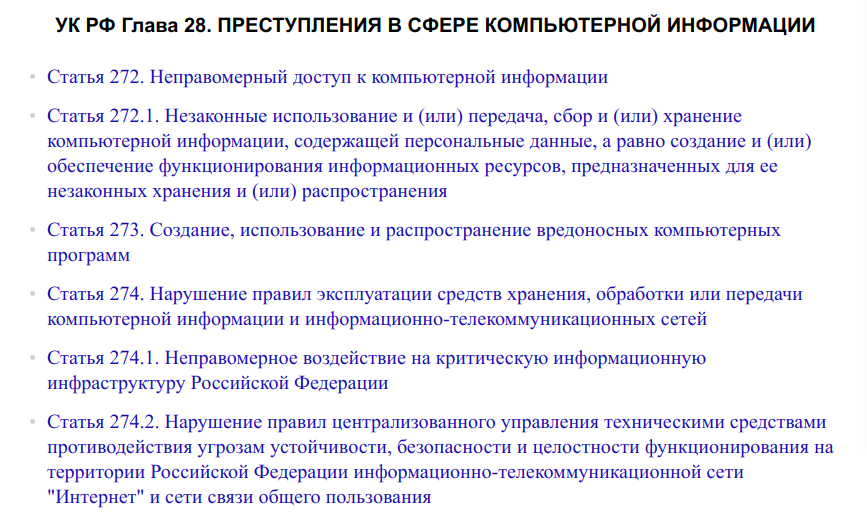 УК РФ Глава 28. ПРЕСТУПЛЕНИЯ В СФЕРЕ КОМПЬЮТЕРНОЙ ИНФОРМАЦИИ
Статья 272. Неправомерный доступ к компьютерной информации
Статья 272.1. Незаконные использование и (или) передача, сбор и (или) хранение
компьютерной информации, содержащей персональные данные, а равно создание и (или)
обеспечение функционирования информационных ресурсов, предназначенных для ее
незаконных хранения и (или) распространения
Статья 273. Создание, использование и распространение вредоносных компьютерных
программ
Статья 274. Нарушение правил эксплуатации средств хранения, обработки или передачи
компьютерной информации и информационно-телекоммуникационных сетей
Статья 274.1. Неправомерное воздействие на критическую информационную
инфраструктуру Российской Федерации
Статья 274.2. Нарушение правил централизованного управления техническими средствами
противодействия угрозам устойчивости, безопасности и целостности функционирования на
территории Российской Федерации информационно-телекоммуникационной сети
"Интернет" и сети связи общего пользования